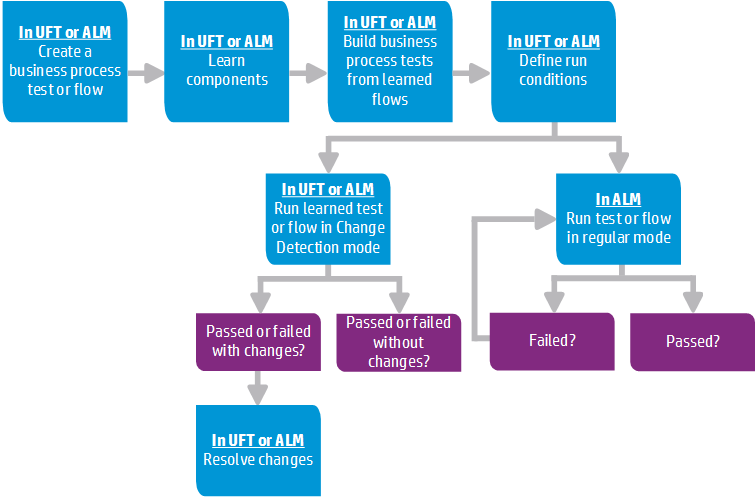 In UFT or ALM
Create a
business process
test or flow
In UFT or ALM
Learn
components
In UFT or ALM
Build business
process tests
from learned
flows
In UFT or ALM
Define run
conditions
In UFT or ALM
Run learned test
or flow in Change
Detection mode
In ALM
Run test or flow
in regular mode
Passed or failed
with changes?
Passed or failed
without
changes?
Failed?
Passed?
In UFT or ALM
Resolve changes